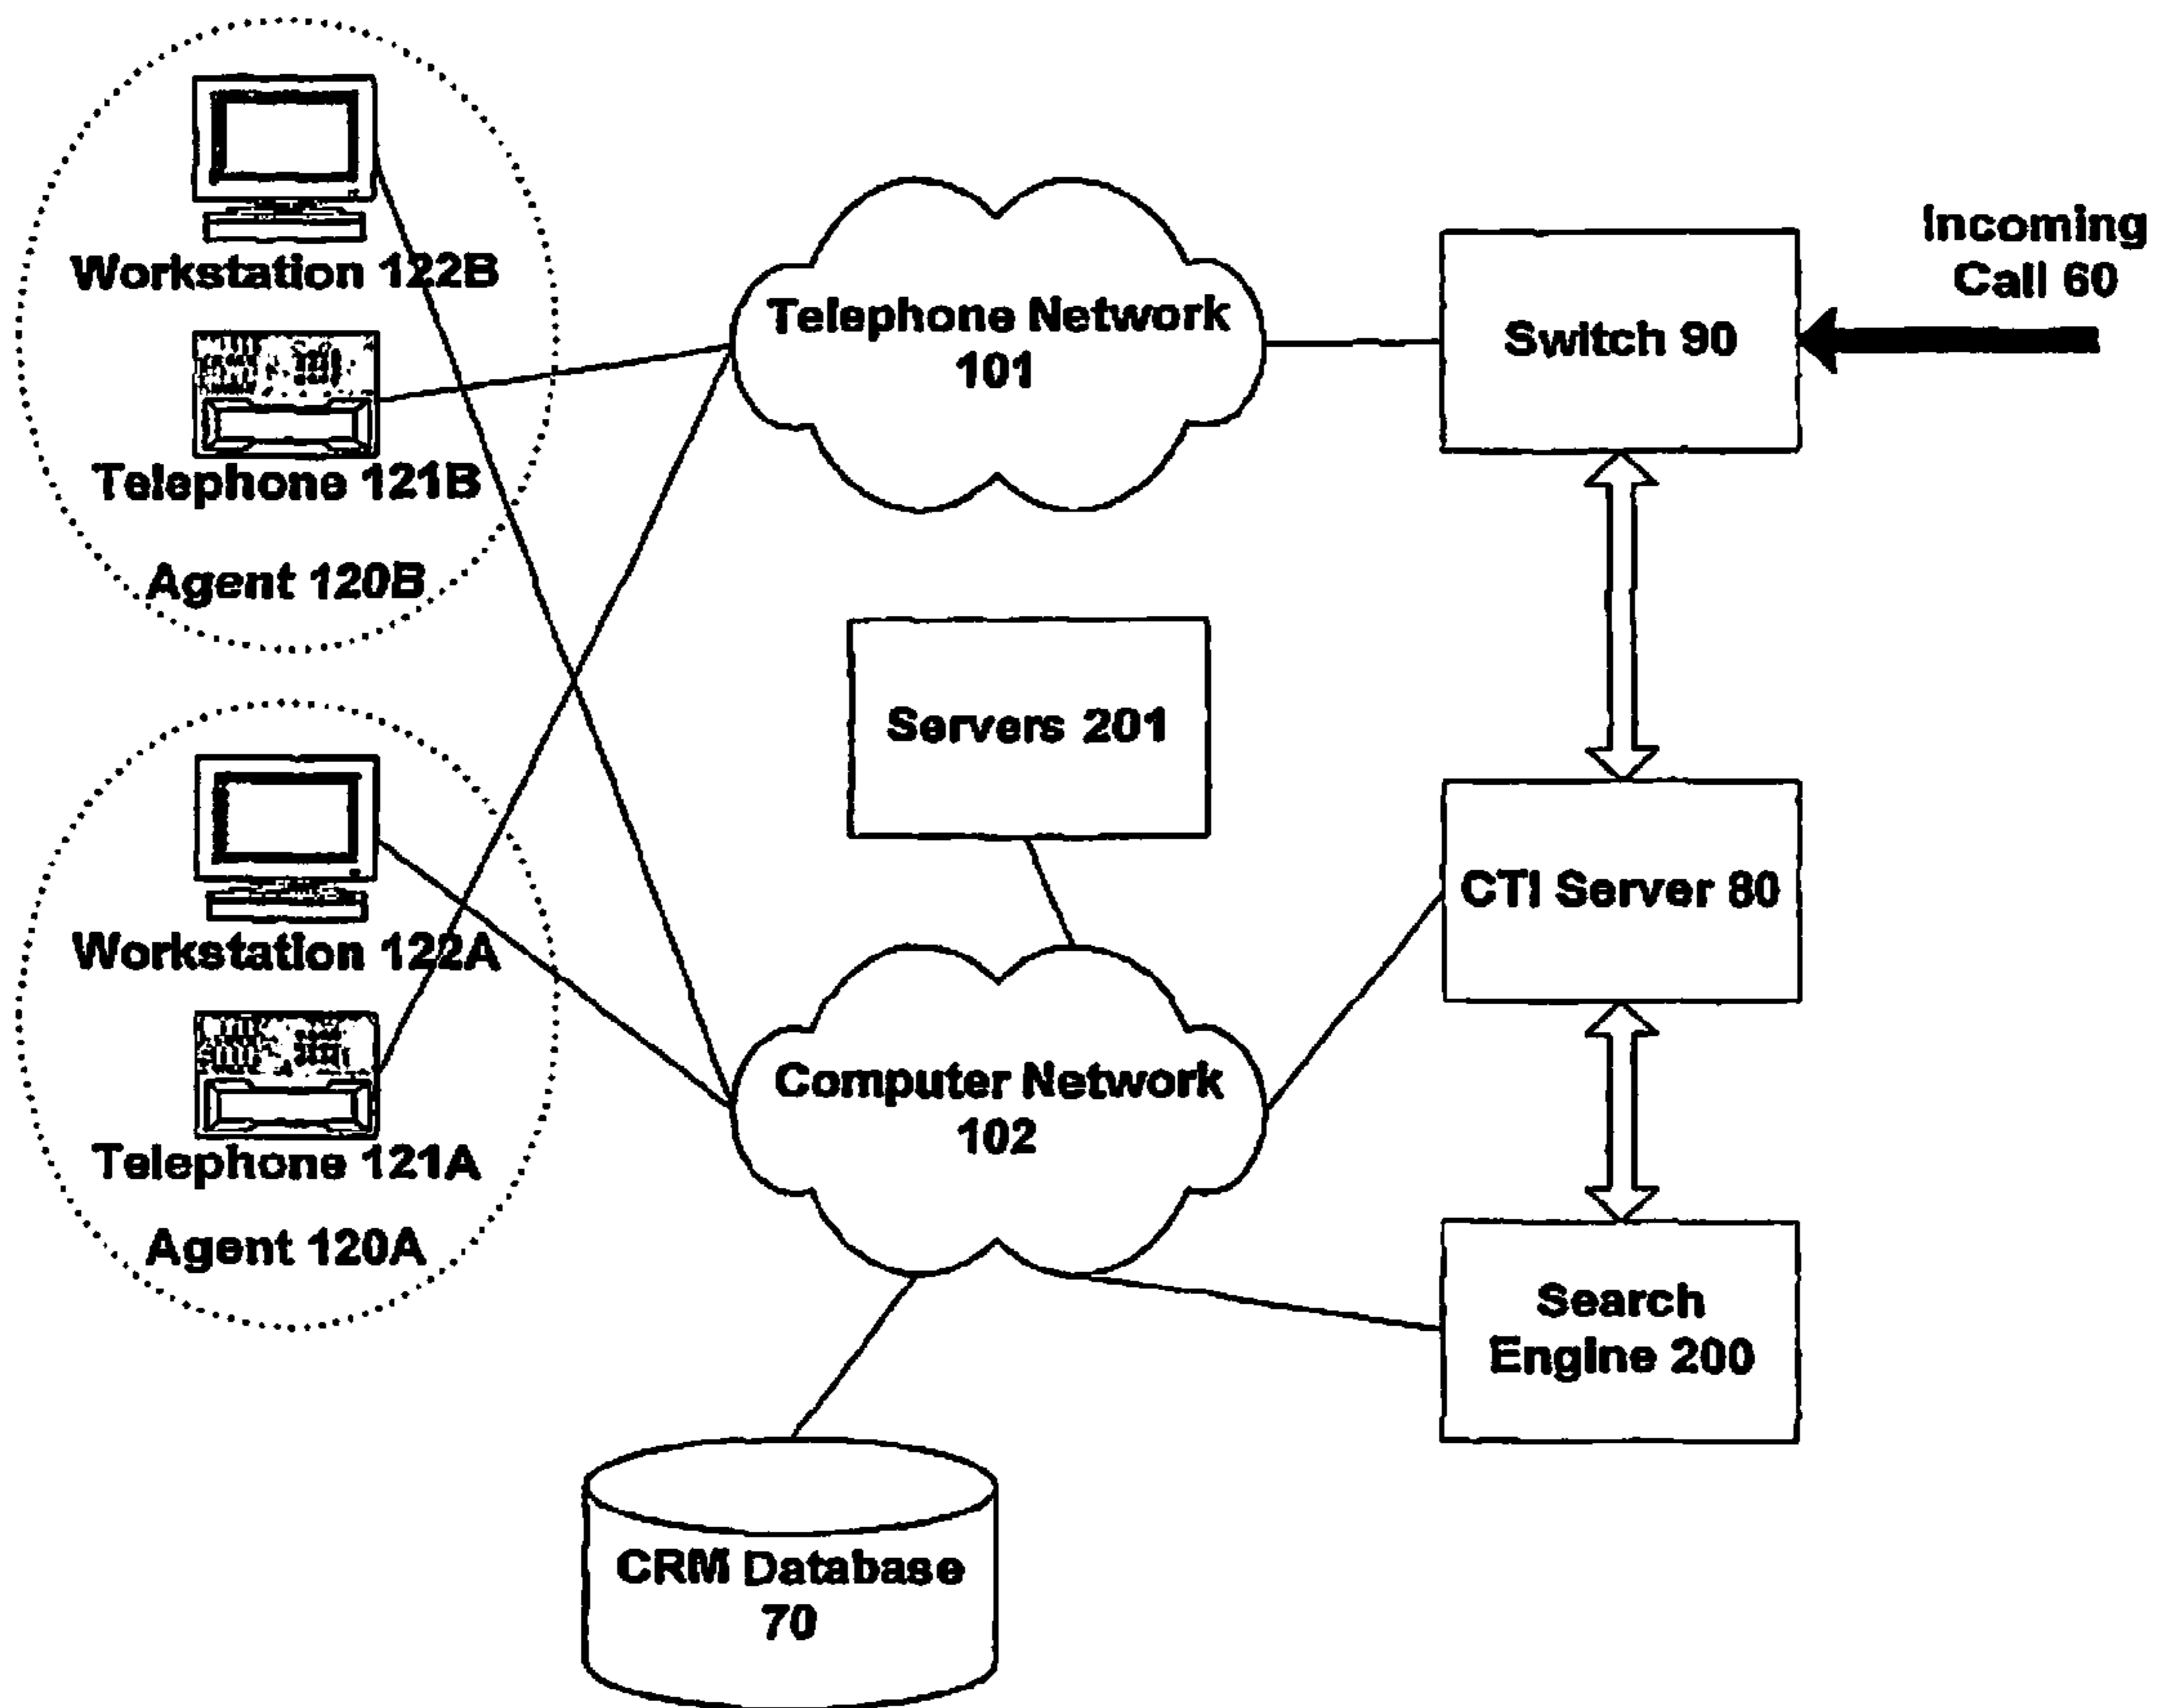 Workstation 122B
Telephone 121B
Agent 120B
Workstation 122A
Telephone 121A
Agent 120A
Telephone Network
101
Servers 201
Computer Network
102
CRM Database
70
Incoming
Call 60
Switch 90
CTI Server 80
Search
Engine 200